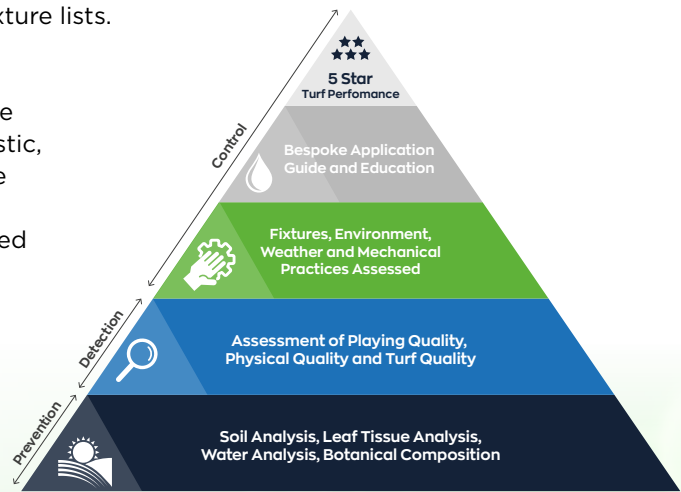 xture lists.
e
stic,
e
ed
5 Star
Turf Perfomance
Control
Bespoke Application
Guide and Education
Fixtures, Environment,
Weather and Mechanical
Practices Assessed
Detection
Assessment of Playing Quality,
Physical Quality and Turf Quality
Prevention
Soil Analysis, Leaf Tissue Analysis,
Water Analysis, Botanical Composition